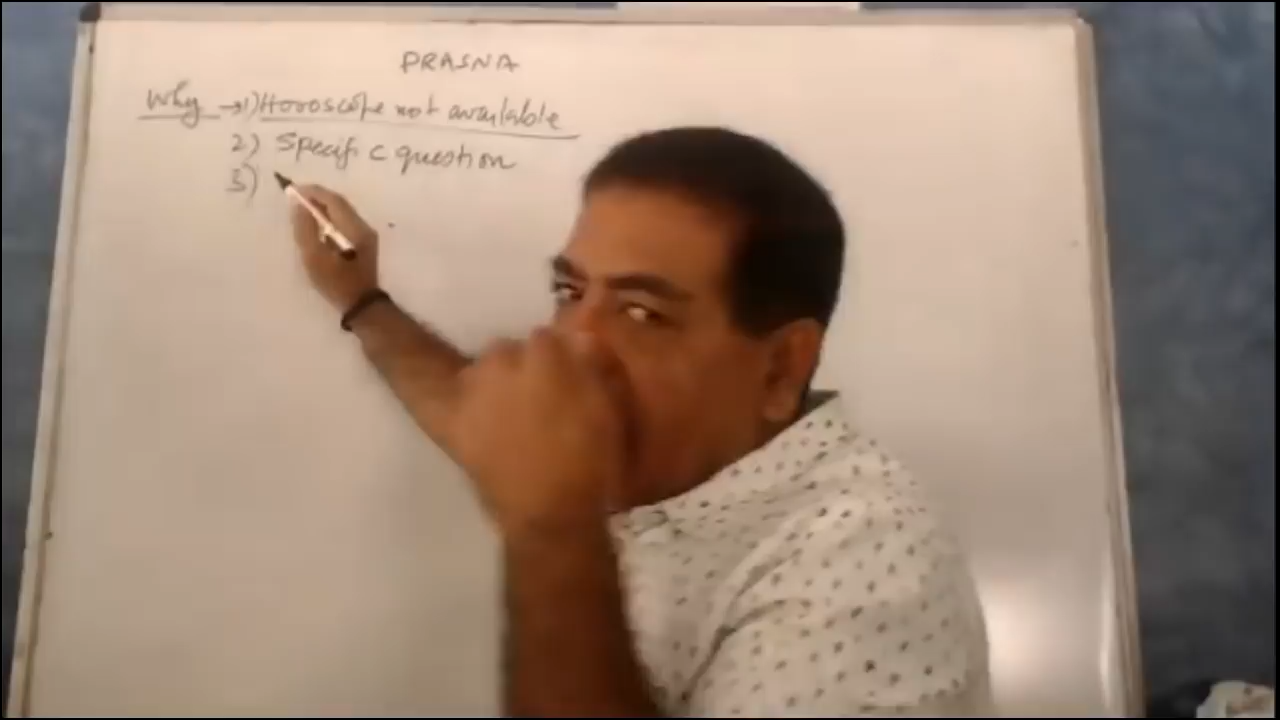 PRASNA
Why → 1) Horoscope not available
2) Specific question
3)